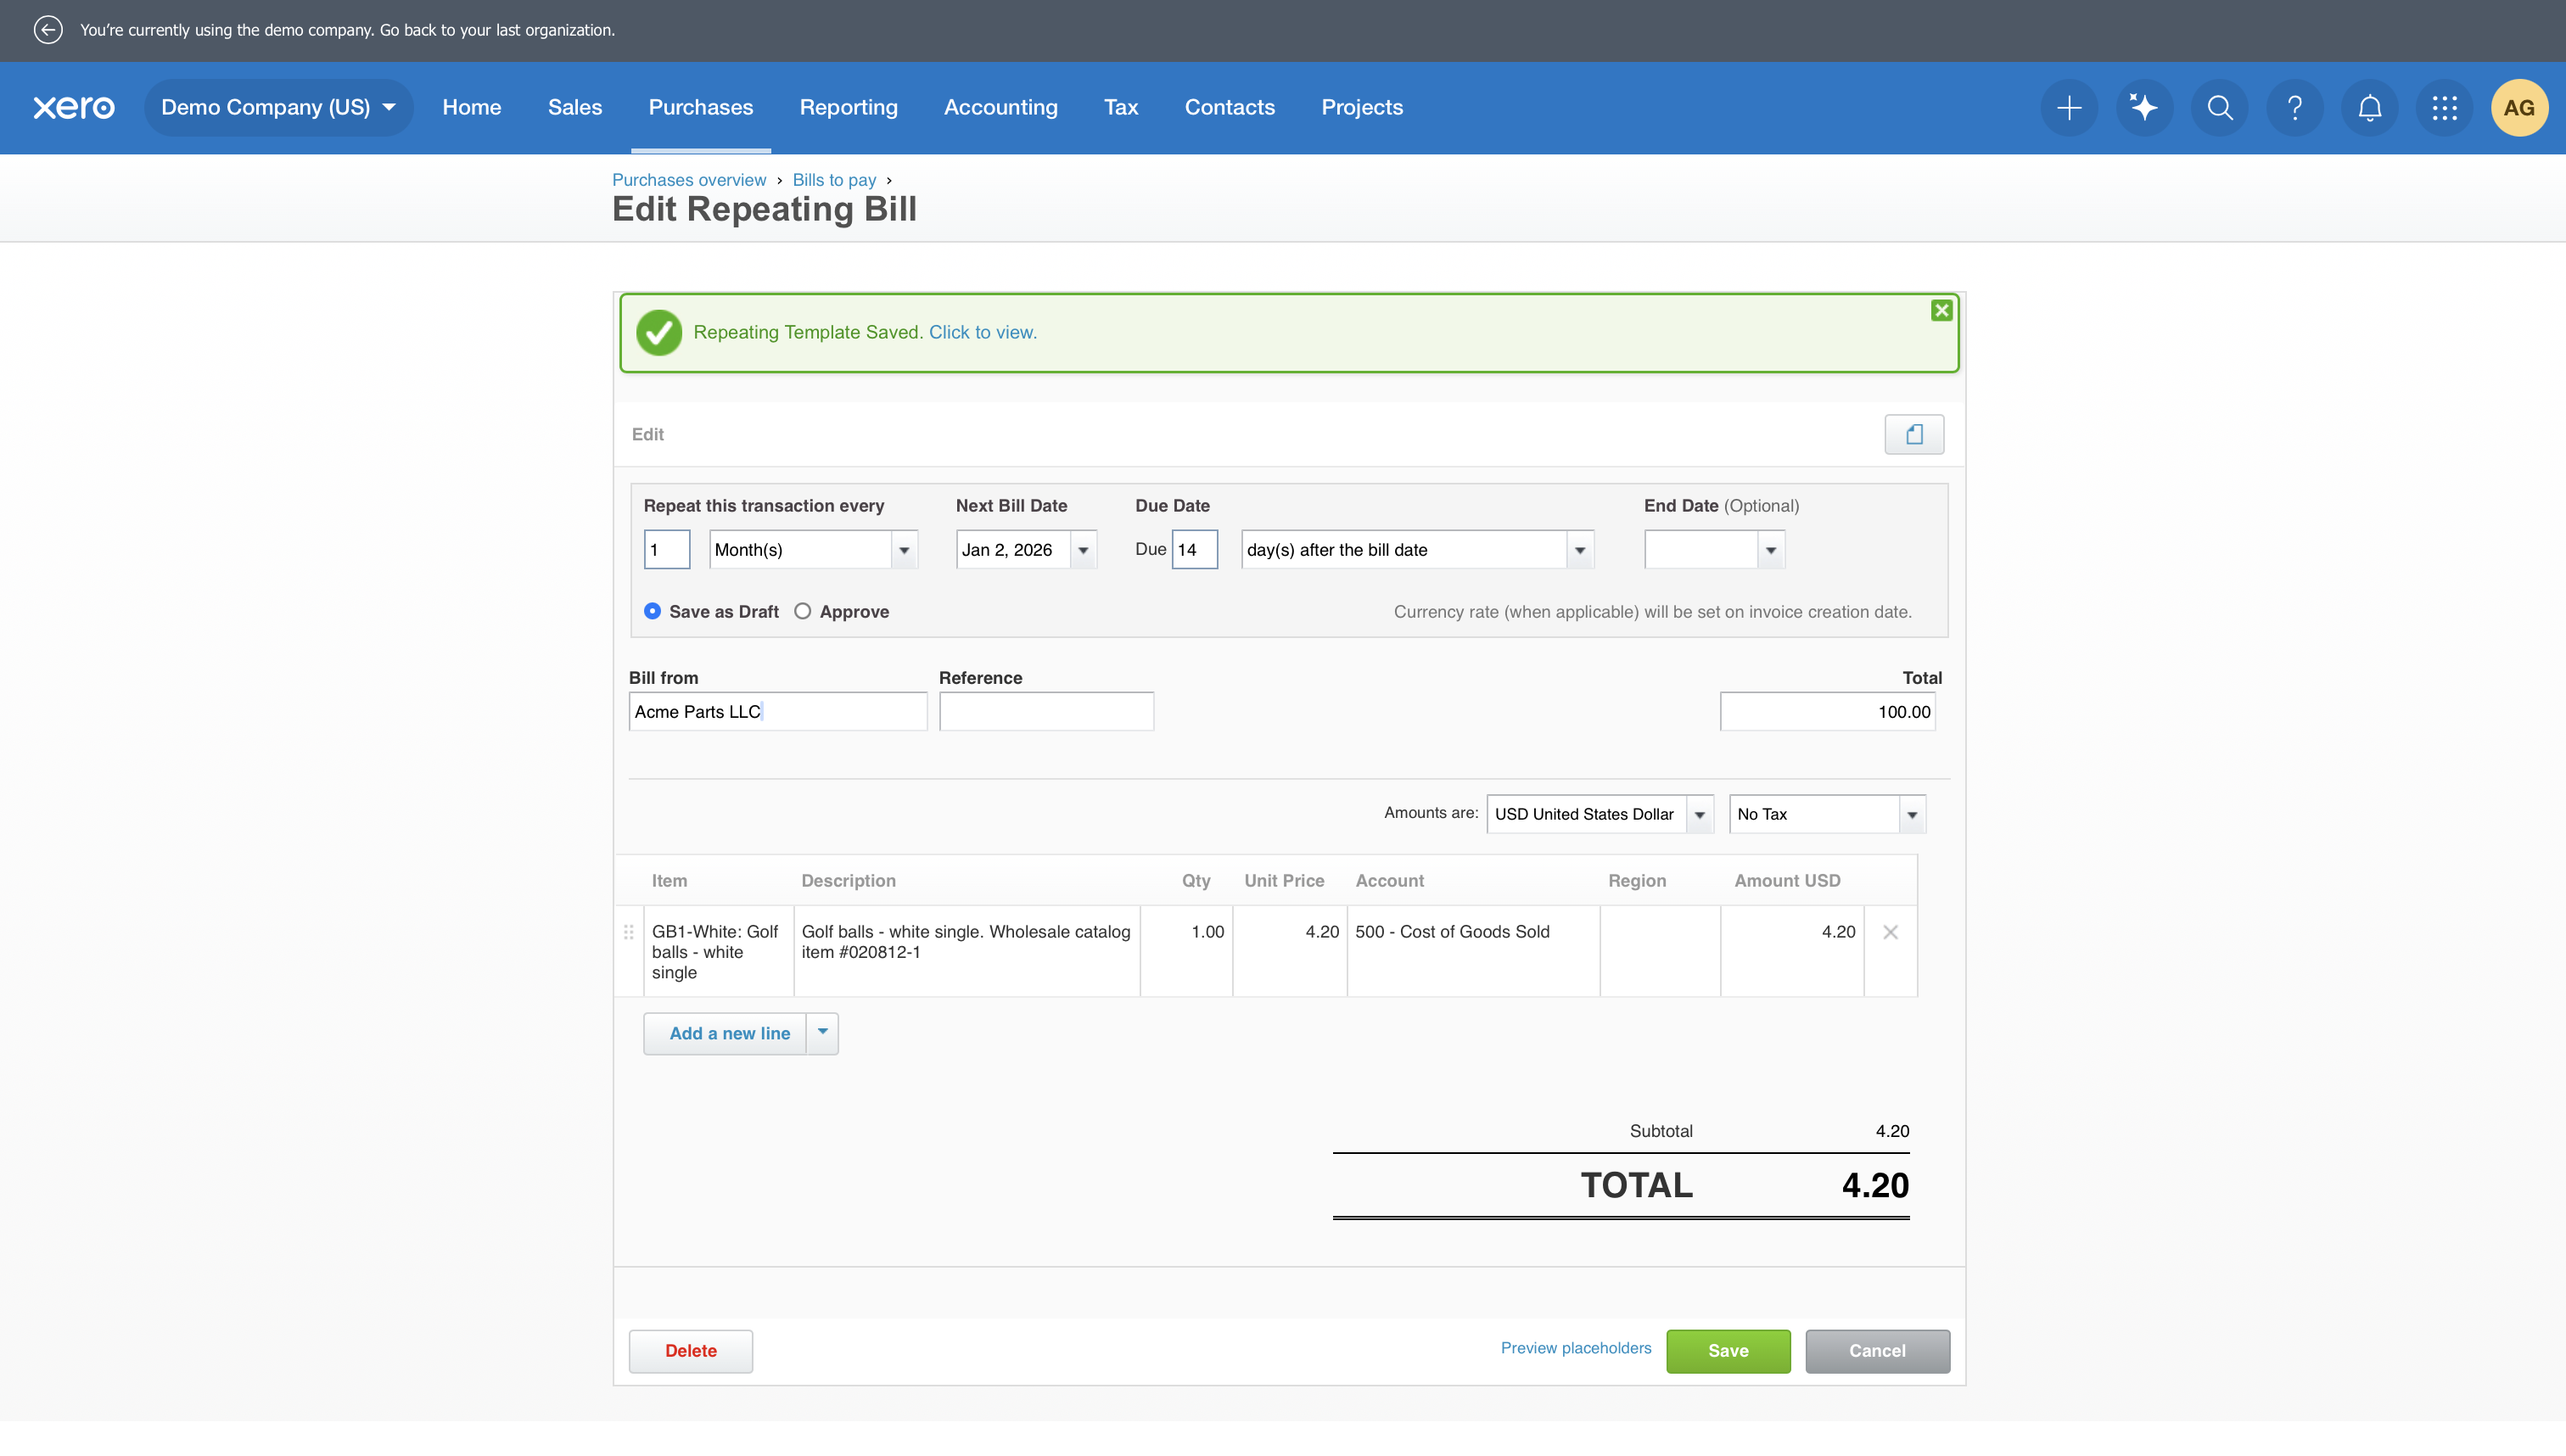 You're currently using the demo company. Go back to your last organization.
xero
Demo Company (US)
Home
Sales
Purchases
Reporting
Accounting
Tax
Contacts
Projects
?
AG
Purchases overview › Bills to pay ›
Edit Repeating Bill
Repeating Template Saved. Click to view.
Edit
Repeat this transaction every
Next Bill Date
Due Date
End Date (Optional)
1
Month(s)
Jan 2, 2026
Due
14
day(s) after the bill date
Save as Draft
Approve
Currency rate (when applicable) will be set on invoice creation date.
Bill from
Reference
Total
Acme Parts LLC
100.00
Amounts are:
USD United States Dollar
No Tax
Item
Description
Qty
Unit Price
Account
Region
Amount USD
GB1-White: Golf
balls - white
single
Golf balls - white single. Wholesale catalog
item #020812-1
1.00
4.20
500 - Cost of Goods Sold
4.20
Add a new line
Subtotal
4.20
TOTAL
4.20
Delete
Preview placeholders
Save
Cancel